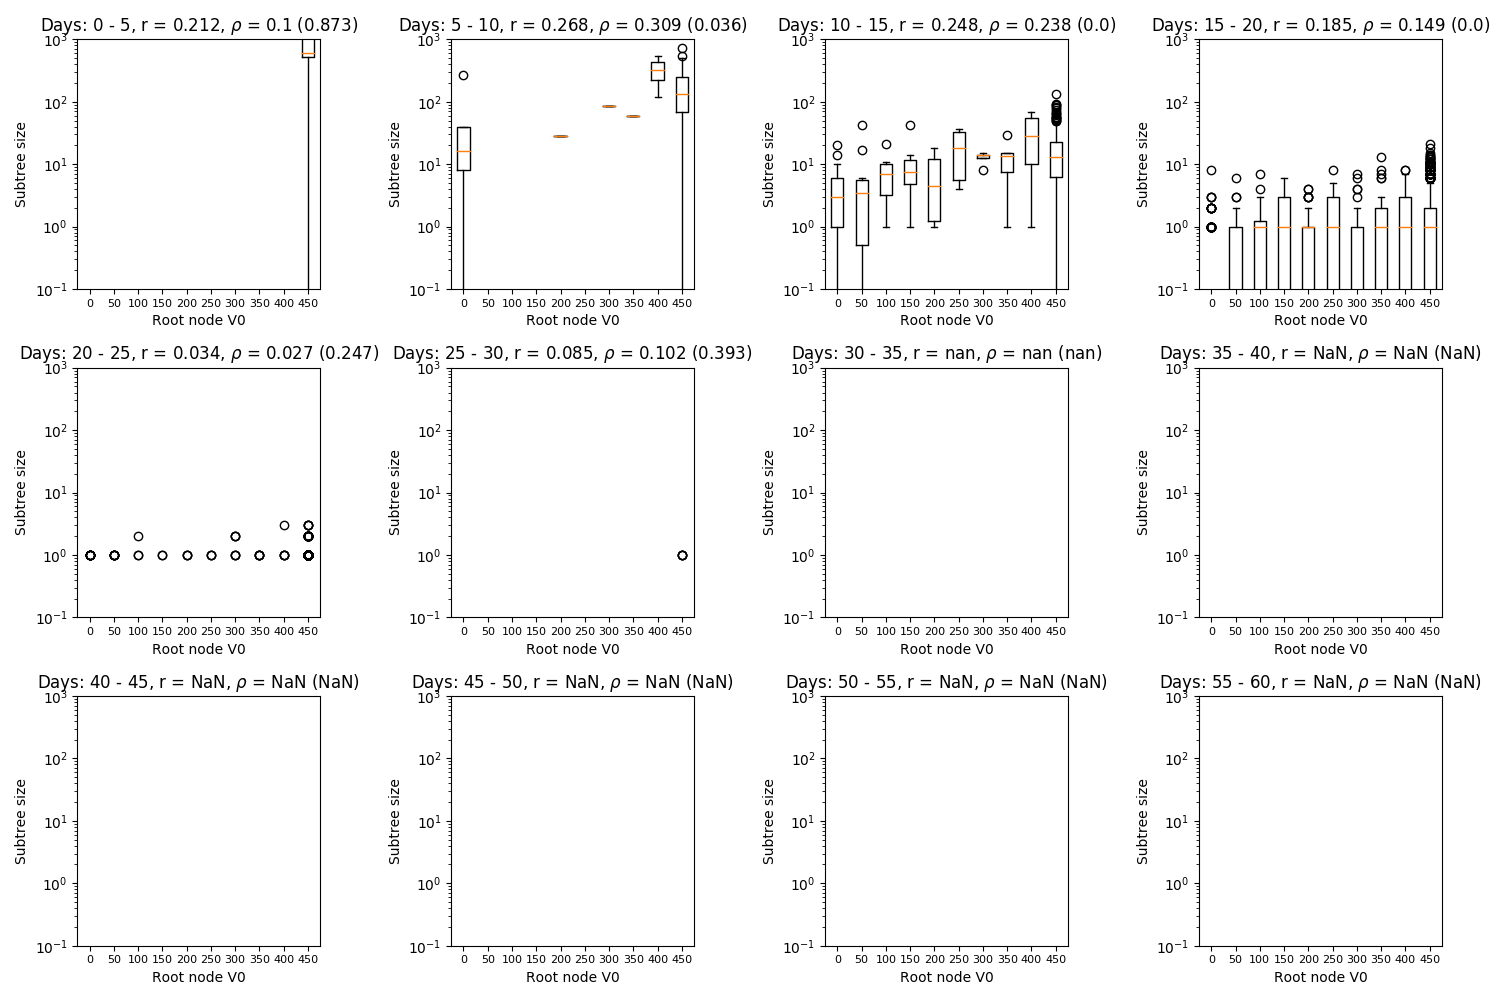 Days: 0 - 5, r = 0.212, ρ = 0.1 (0.873)
10³
10²
10¹
10⁰
10⁻¹
Subtree size
0 50 100 150 200 250 300 350 400 450
Root node V0
Days: 5 - 10, r = 0.268, ρ = 0.309 (0.036)
10³
10²
10¹
10⁰
10⁻¹
Subtree size
0 50 100 150 200 250 300 350 400 450
Root node V0
Days: 10 - 15, r = 0.248, ρ = 0.238 (0.0)
10³
10²
10¹
10⁰
10⁻¹
Subtree size
0 50 100 150 200 250 300 350 400 450
Root node V0
Days: 15 - 20, r = 0.185, ρ = 0.149 (0.0)
10³
10²
10¹
10⁰
10⁻¹
Subtree size
0 50 100 150 200 250 300 350 400 450
Root node V0
Days: 20 - 25, r = 0.034, ρ = 0.027 (0.247)
10³
10²
10¹
10⁰
10⁻¹
Subtree size
0 50 100 150 200 250 300 350 400 450
Root node V0
Days: 25 - 30, r = 0.085, ρ = 0.102 (0.393)
10³
10²
10¹
10⁰
10⁻¹
Subtree size
0 50 100 150 200 250 300 350 400 450
Root node V0
Days: 30 - 35, r = nan, ρ = nan (nan)
10³
10²
10¹
10⁰
10⁻¹
Subtree size
0 50 100 150 200 250 300 350 400 450
Root node V0
Days: 35 - 40, r = NaN, ρ = NaN (NaN)
10³
10²
10¹
10⁰
10⁻¹
Subtree size
0 50 100 150 200 250 300 350 400 450
Root node V0
Days: 40 - 45, r = NaN, ρ = NaN (NaN)
10³
10²
10¹
10⁰
10⁻¹
Subtree size
0 50 100 150 200 250 300 350 400 450
Root node V0
Days: 45 - 50, r = NaN, ρ = NaN (NaN)
10³
10²
10¹
10⁰
10⁻¹
Subtree size
0 50 100 150 200 250 300 350 400 450
Root node V0
Days: 50 - 55, r = NaN, ρ = NaN (NaN)
10³
10²
10¹
10⁰
10⁻¹
Subtree size
0 50 100 150 200 250 300 350 400 450
Root node V0
Days: 55 - 60, r = NaN, ρ = NaN (NaN)
10³
10²
10¹
10⁰
10⁻¹
Subtree size
0 50 100 150 200 250 300 350 400 450
Root node V0